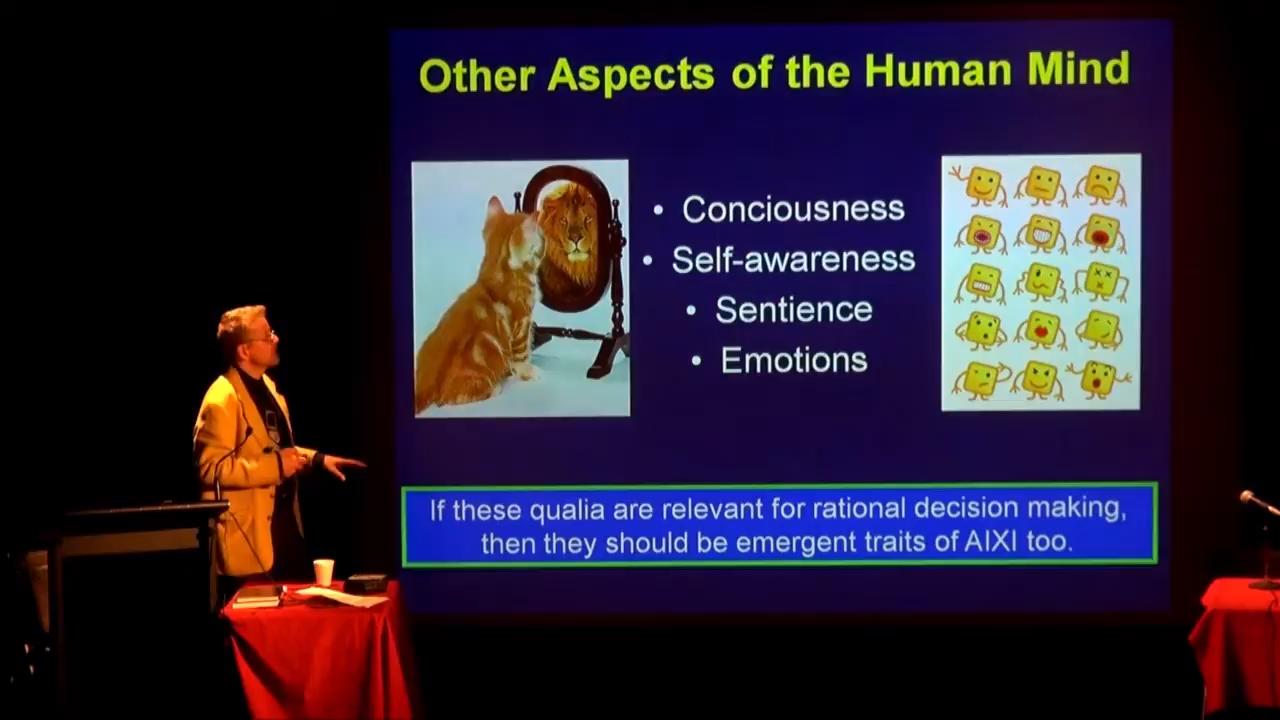 Other Aspects of the Human Mind
• Conciousness
• Self-awareness
• Sentience
• Emotions
If these qualia are relevant for rational decision making,
then they should be emergent traits of AIXI too.